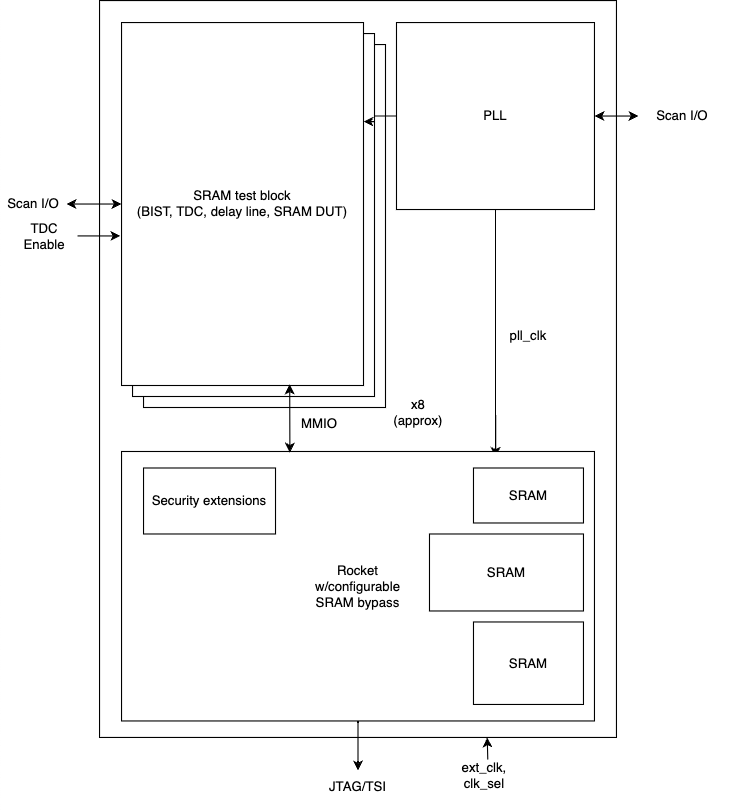 PLL
Scan I/O
SRAM test block
(BIST, TDC, delay line, SRAM DUT)
Scan I/O
TDC
Enable
pll_clk
x8
(approx)
MMIO
Security extensions
SRAM
Rocket
w/configurable
SRAM bypass
SRAM
SRAM
JTAG/TSI
ext_clk,
clk_sel